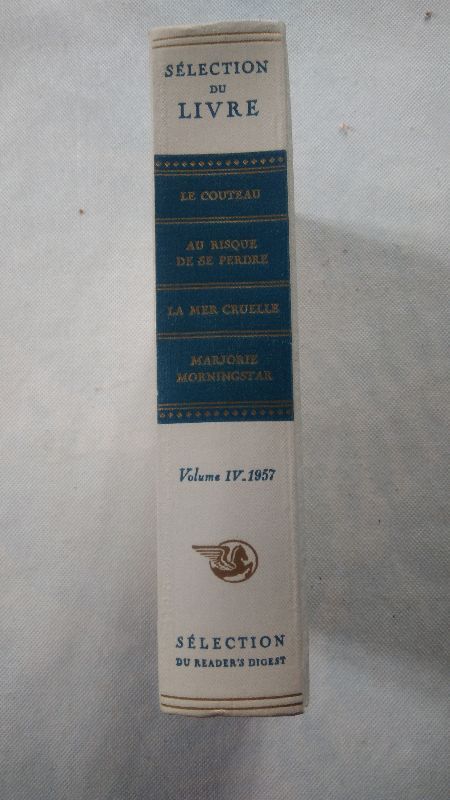 SÉLECTION
DU
LIVRE
LE COUTEAU
AU RISQUE
DE SE PERDRE
LA MER CRUELLE
MARJORIE
MORNINGSTAR
Volume IV-1957
SÉLECTION
DU READER'S DIGEST